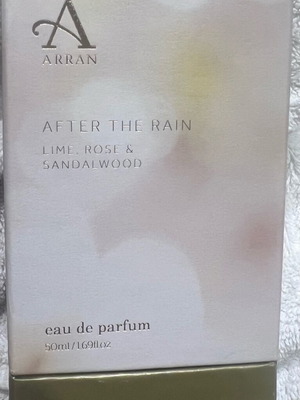 A
ARRAN
AFTER THE RAIN
LIME, ROSE &
SANDALWOOD
eau de parfum
50ml/1.69fl.oz